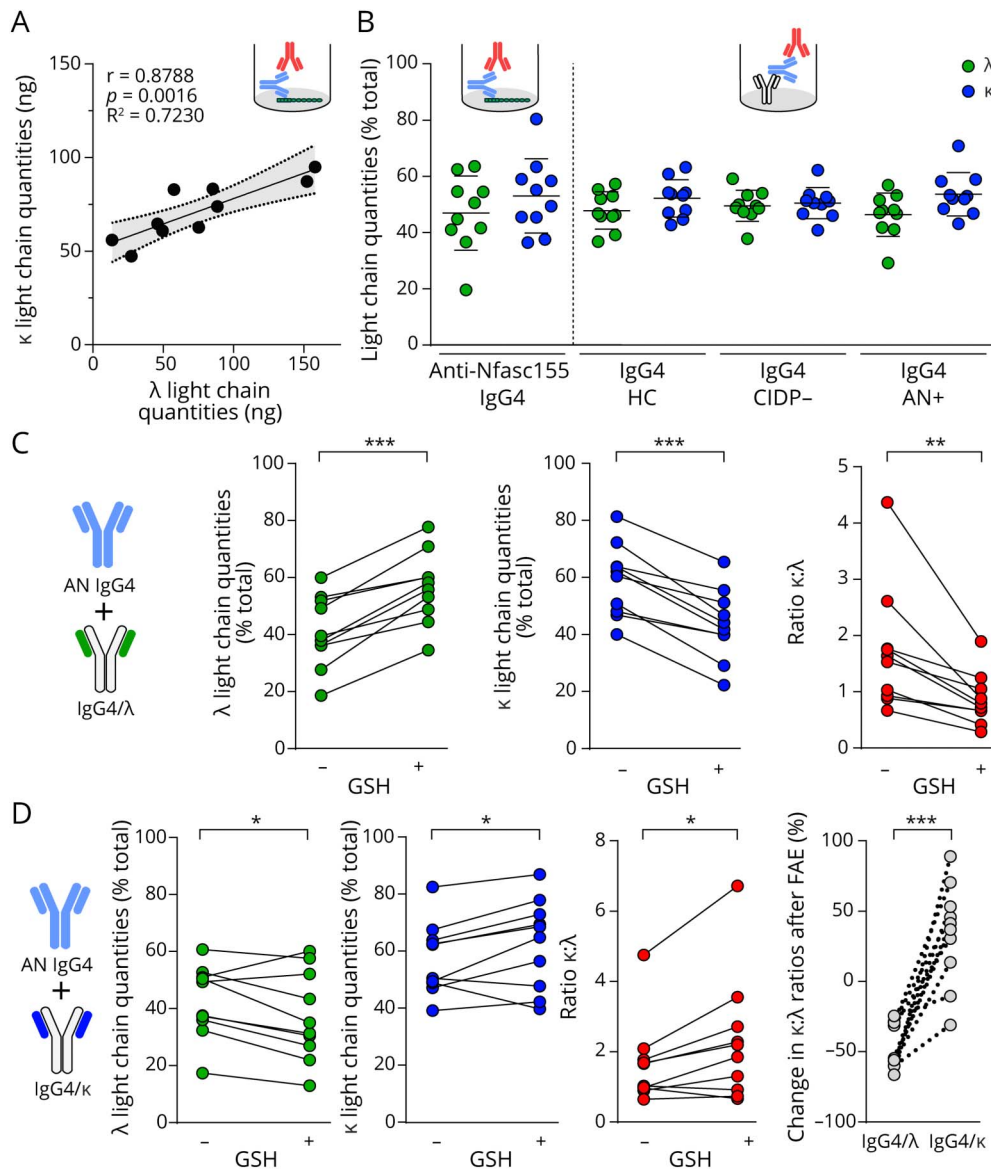 A
κ light chain quantities (ng)
150
100
50
0
r = 0.8788
p = 0.0016
R² = 0.7230
0
50
100
150
λ light chain
quantities (ng)
B
Light chain quantities (% total)
100
80
60
40
20
0
λ
κ
Anti-Nfasc155
IgG4
IgG4
HC
IgG4
CIDP–
IgG4
AN+
C
AN IgG4
+
IgG4/λ
λ light chain quantities
(% total)
100
80
60
40
20
0
***
–
+
GSH
κ light chain quantities
(% total)
100
80
60
40
20
0
***
–
+
GSH
Ratio κ:λ
5
4
3
2
1
0
**
–
+
GSH
D
AN IgG4
+
IgG4/κ
λ light chain quantities (% total)
100
80
60
40
20
0
*
–
+
GSH
κ light chain quantities (% total)
100
80
60
40
20
0
*
–
+
GSH
Ratio κ:λ
8
6
4
2
0
*
–
+
GSH
Change in κ:λ ratios after FAE (%)
100
50
0
–50
–100
***
IgG4/λ
IgG4/κ